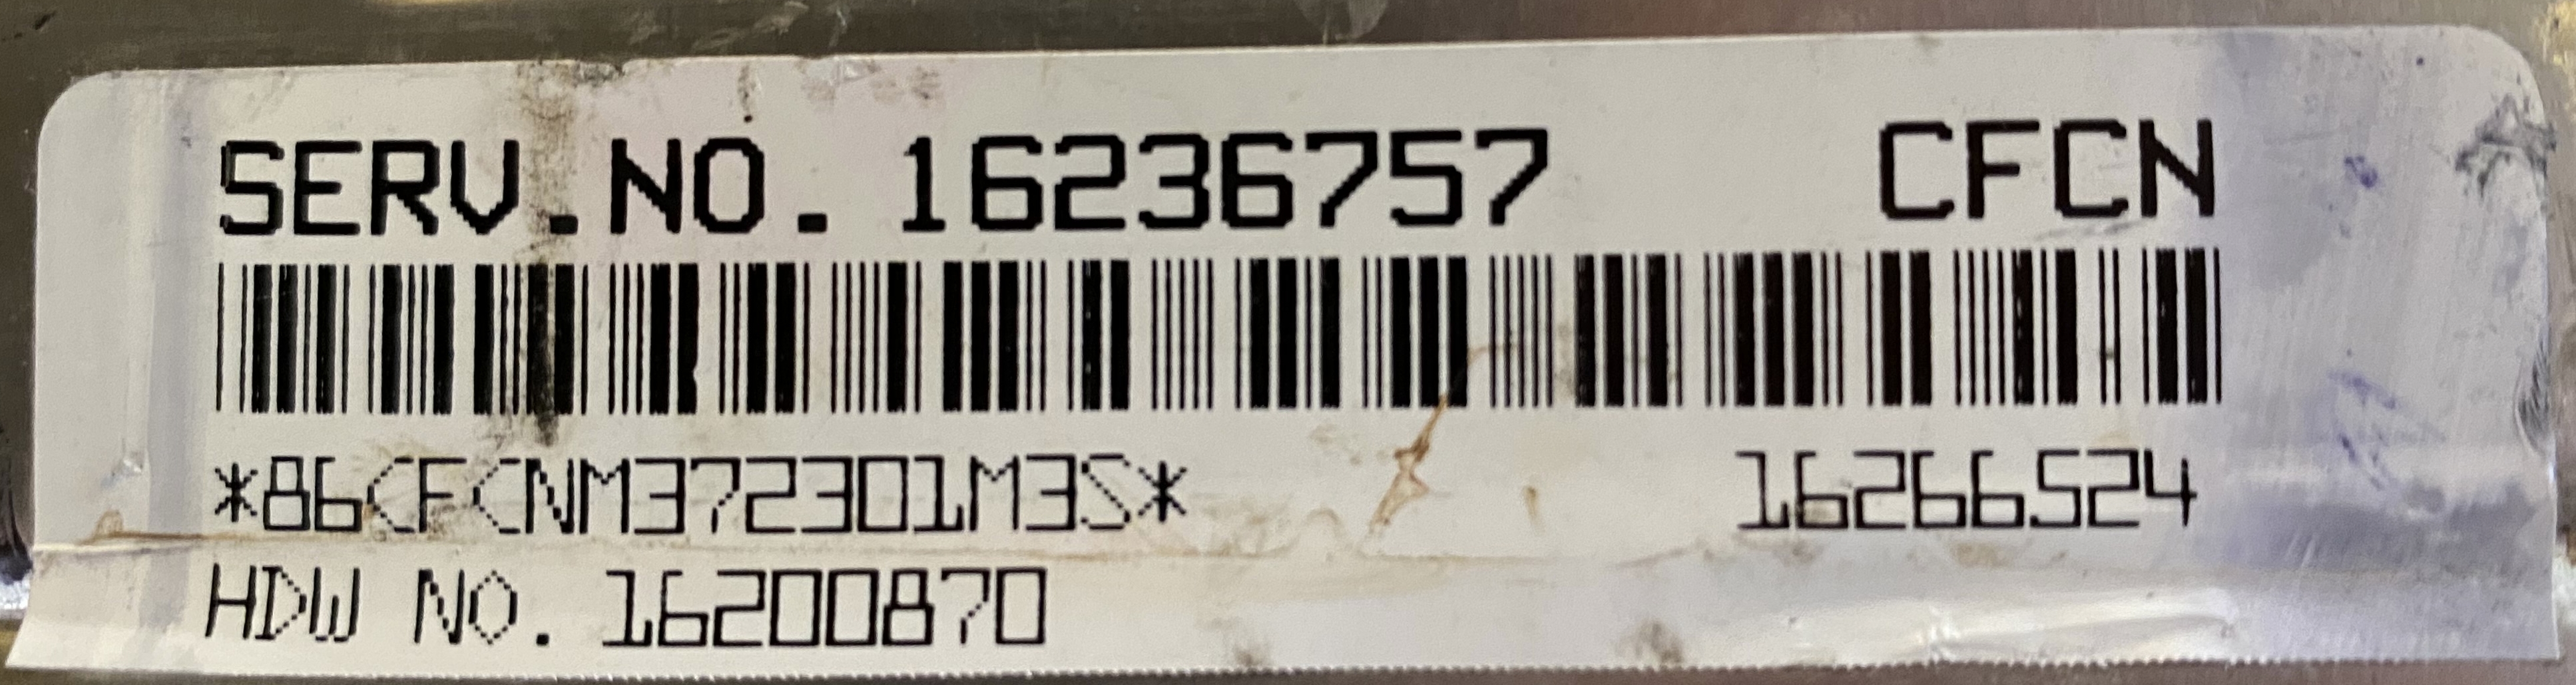 SERV.NO. 16236757 CFCN
*86CFCNM372301M3S* 16266524
HDW NO. 16200870